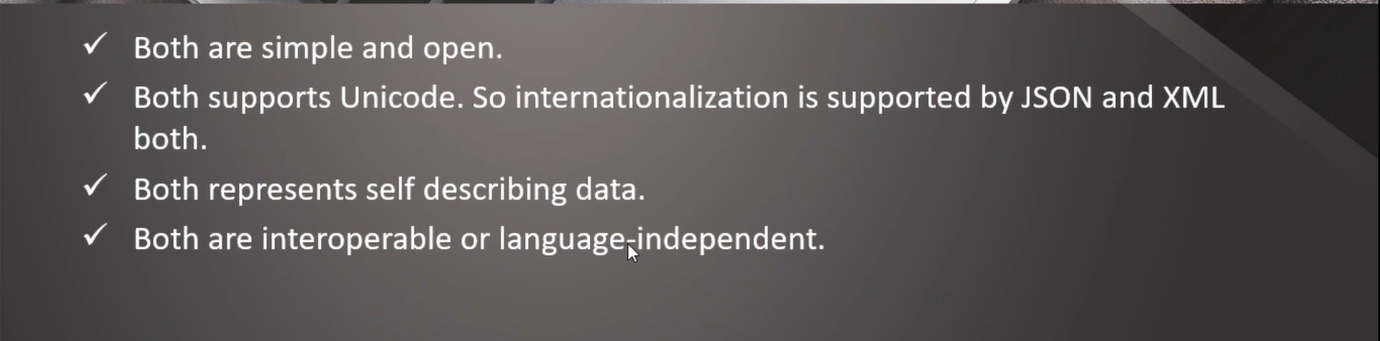 ✓ Both are simple and open.
✓ Both supports Unicode. So internationalization is supported by JSON and XML
both.
✓ Both represents self describing data.
✓ Both are interoperable or language-independent.